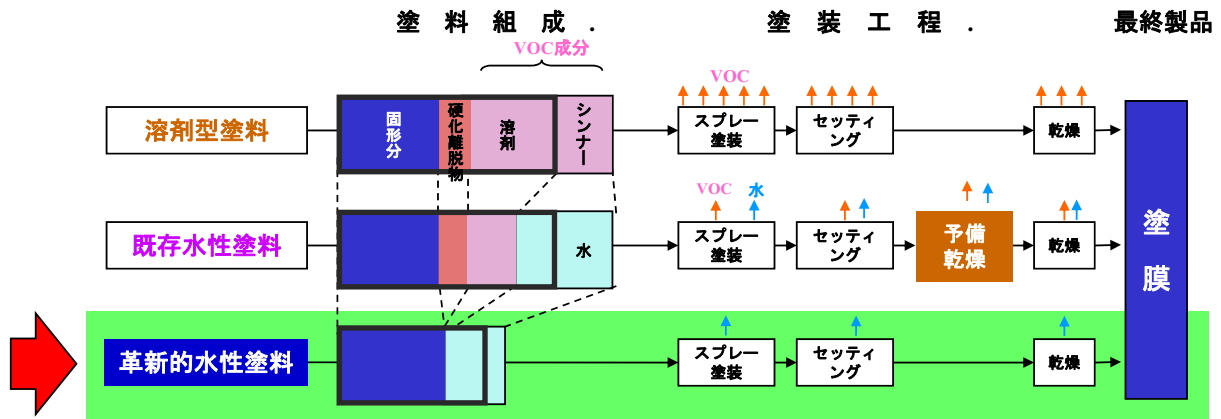 塗料組成.
塗装工程.
最終製品
VOC成分
VOC
溶剤型塗料
固形分
硬化離脱物
溶剤
シンナー
スプレー
塗装
セッティ
ング
乾燥
VOC
水
既存水性塗料
水
スプレー
塗装
セッティ
ング
予備
乾燥
乾燥
塗
膜
革新的水性塗料
スプレー
塗装
セッティ
ング
乾燥